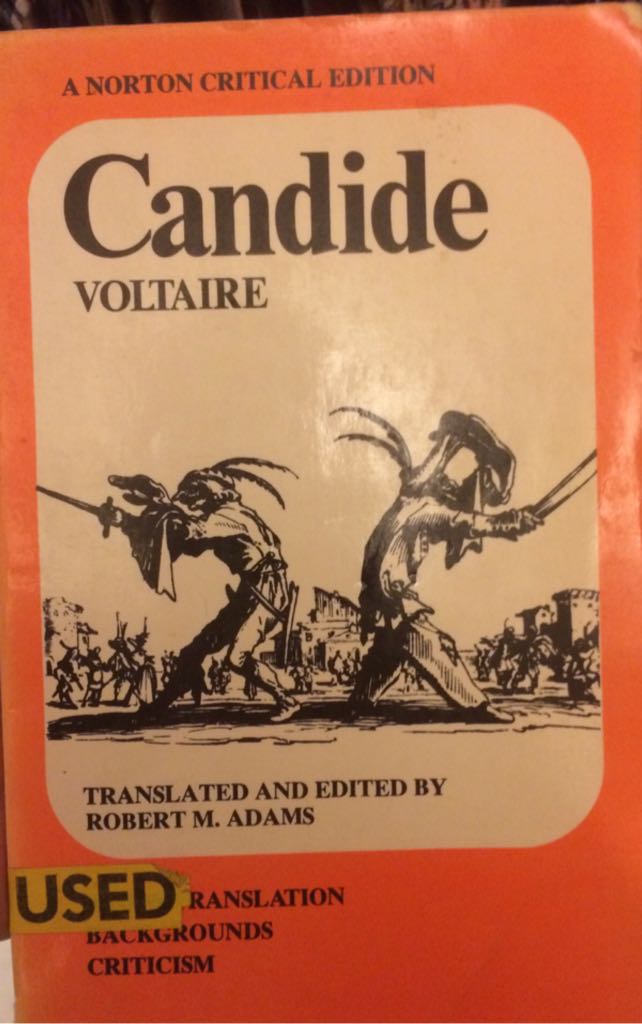 A NORTON CRITICAL EDITION
Candide
VOLTAIRE
TRANSLATED AND EDITED BY
ROBERT M. ADAMS
USED RANSLATION
BACKGROUNDS
CRITICISM